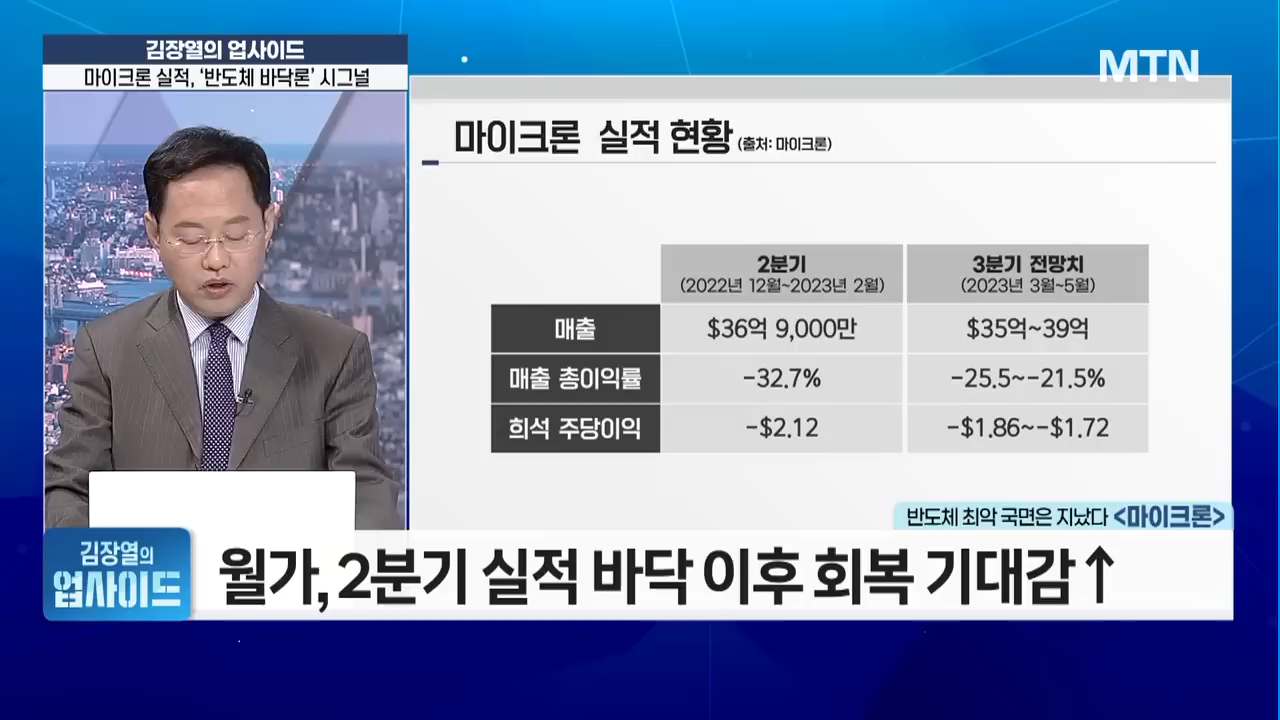 김장열의 업사이드
마이크론 실적, ‘반도체 바닥론’ 시그널
MTN
마이크론 실적 현황 (출처: 마이크론)
2분기 3분기 전망치
(2022년 12월~2023년 2월) (2023년 3월~5월)
매출 $36억 9,000만 $35억~39억
매출 총이익률 -32.7% -25.5~-21.5%
희석 주당이익 -$2.12 -$1.86~-$1.72
반도체 최악 국면은 지났다 <마이크론>
김장열의
업사이드
월가, 2분기 실적 바닥 이후 회복 기대감↑